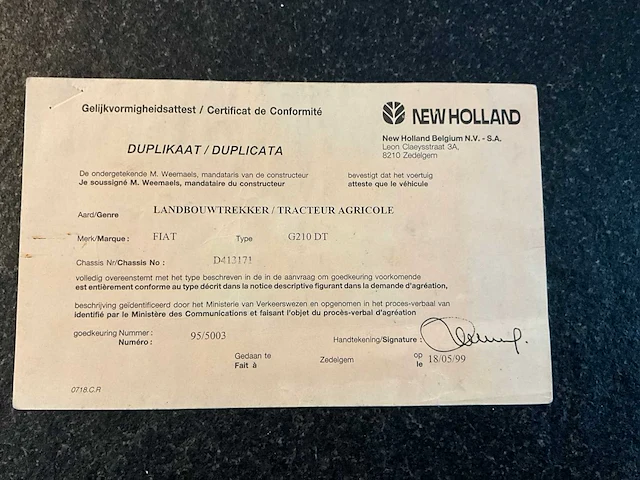 Gelijkvormigheidsattest / Certificat de Conformité
NEW HOLLAND
New Holland Belgium N.V. - S.A.
Leon Claeysstraat 3A,
8210 Zedelgem
DUPLIKAAT / DUPLICATA
De ondergetekende M. Weemaels, mandataris van de constructeur bevestigt dat het voertuig
Je soussigné M. Weemaels, mandataire du constructeur atteste que le véhicule
Aard/Genre LANDBOUWTREKKER / TRACTEUR AGRICOLE
Merk/Marque : FIAT Type G210 DT
Chassis Nr/Chassis No : D413171
volledig overeenstemt met het type beschreven in de in de aanvraag om goedkeuring voorkomende
est entièrement conforme au type décrit dans la notice descriptive figurant dans la demande d'agréation,
beschrijving geïdentificeerd door het Ministerie van Verkeerswezen en opgenomen in het proces-verbaal van
identifié par le Ministère des Communications et faisant l'objet du procès-verbal d'agréation
goedkeuring Nummer : 95/5003 Handtekening/Signature :
Numéro :
Gedaan te Zedelgem op 18/05/99
Fait à le
0718.C.R